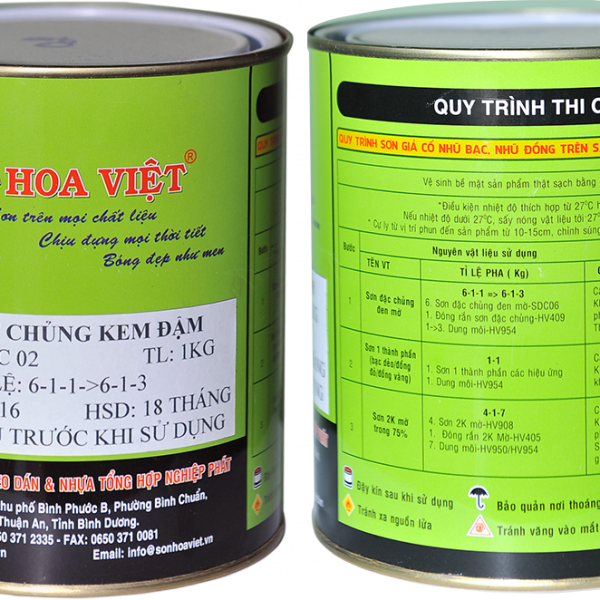 HOA VIỆT®
Sơn trên mọi chất liệu
Chịu dụng mọi thời tiết
Bóng đẹp như men
CHỦNG KEM ĐẬM
C 02 TL: 1KG
LỆ: 6-1-1->6-1-3
16 HSD: 18 THÁNG
TRƯỚC KHI SỬ DỤNG
EO DÁN & NHỰA TỔNG HỢP NGHIỆP PHÁT
hu phố Bình Phước B, Phường Bình Chuẩn,
Thuận An, Tỉnh Bình Dương.
50 371 2335 - FAX: 0650 371 0081
Email: info@sonhoaviet.vn
QUY TRÌNH THI C
QUY TRÌNH SƠN GIẢ CỔ NHŨ BẠC, NHŨ ĐỒNG TRÊN S
Vệ sinh bề mặt sản phẩm thật sạch bằng
*Điều kiện nhiệt độ thích hợp từ 27°C
Nếu nhiệt độ dưới 27°C, sấy nóng vật liệu tới 27°
* Cự ly từ vị trí phun đến sản phẩm từ 10-15cm, chỉnh súng
Bước Nguyên vật liệu sử dụng
TÊN VT TỈ LỆ PHA ( Kg)
1 Sơn đặc chủng đen mờ
6-1-1 => 6-1-3
6. Sơn đặc chủng đen mờ-SDC06
1. Đông rắn sơn đặc chủng-HV409
1->3. Dung môi-HV954
2 Sơn 1 thành phần (bạc dẻo/đồng đỏ/đồng vàng)
1-1
1. Sơn 1 thành phần các hiệu ứng
1. Dung môi-HV954
3 Sơn 2K mờ trong 75%
4-1-7
4. Sơn 2K mờ-HV908
1. Đông rắn 2K Mờ-HV405
7. Dung môi-HV950/HV954
Đậy kín sau khi sử dụng
Bảo quản nơi thoáng
Tránh xa nguồn lửa
Tránh văng vào mắt